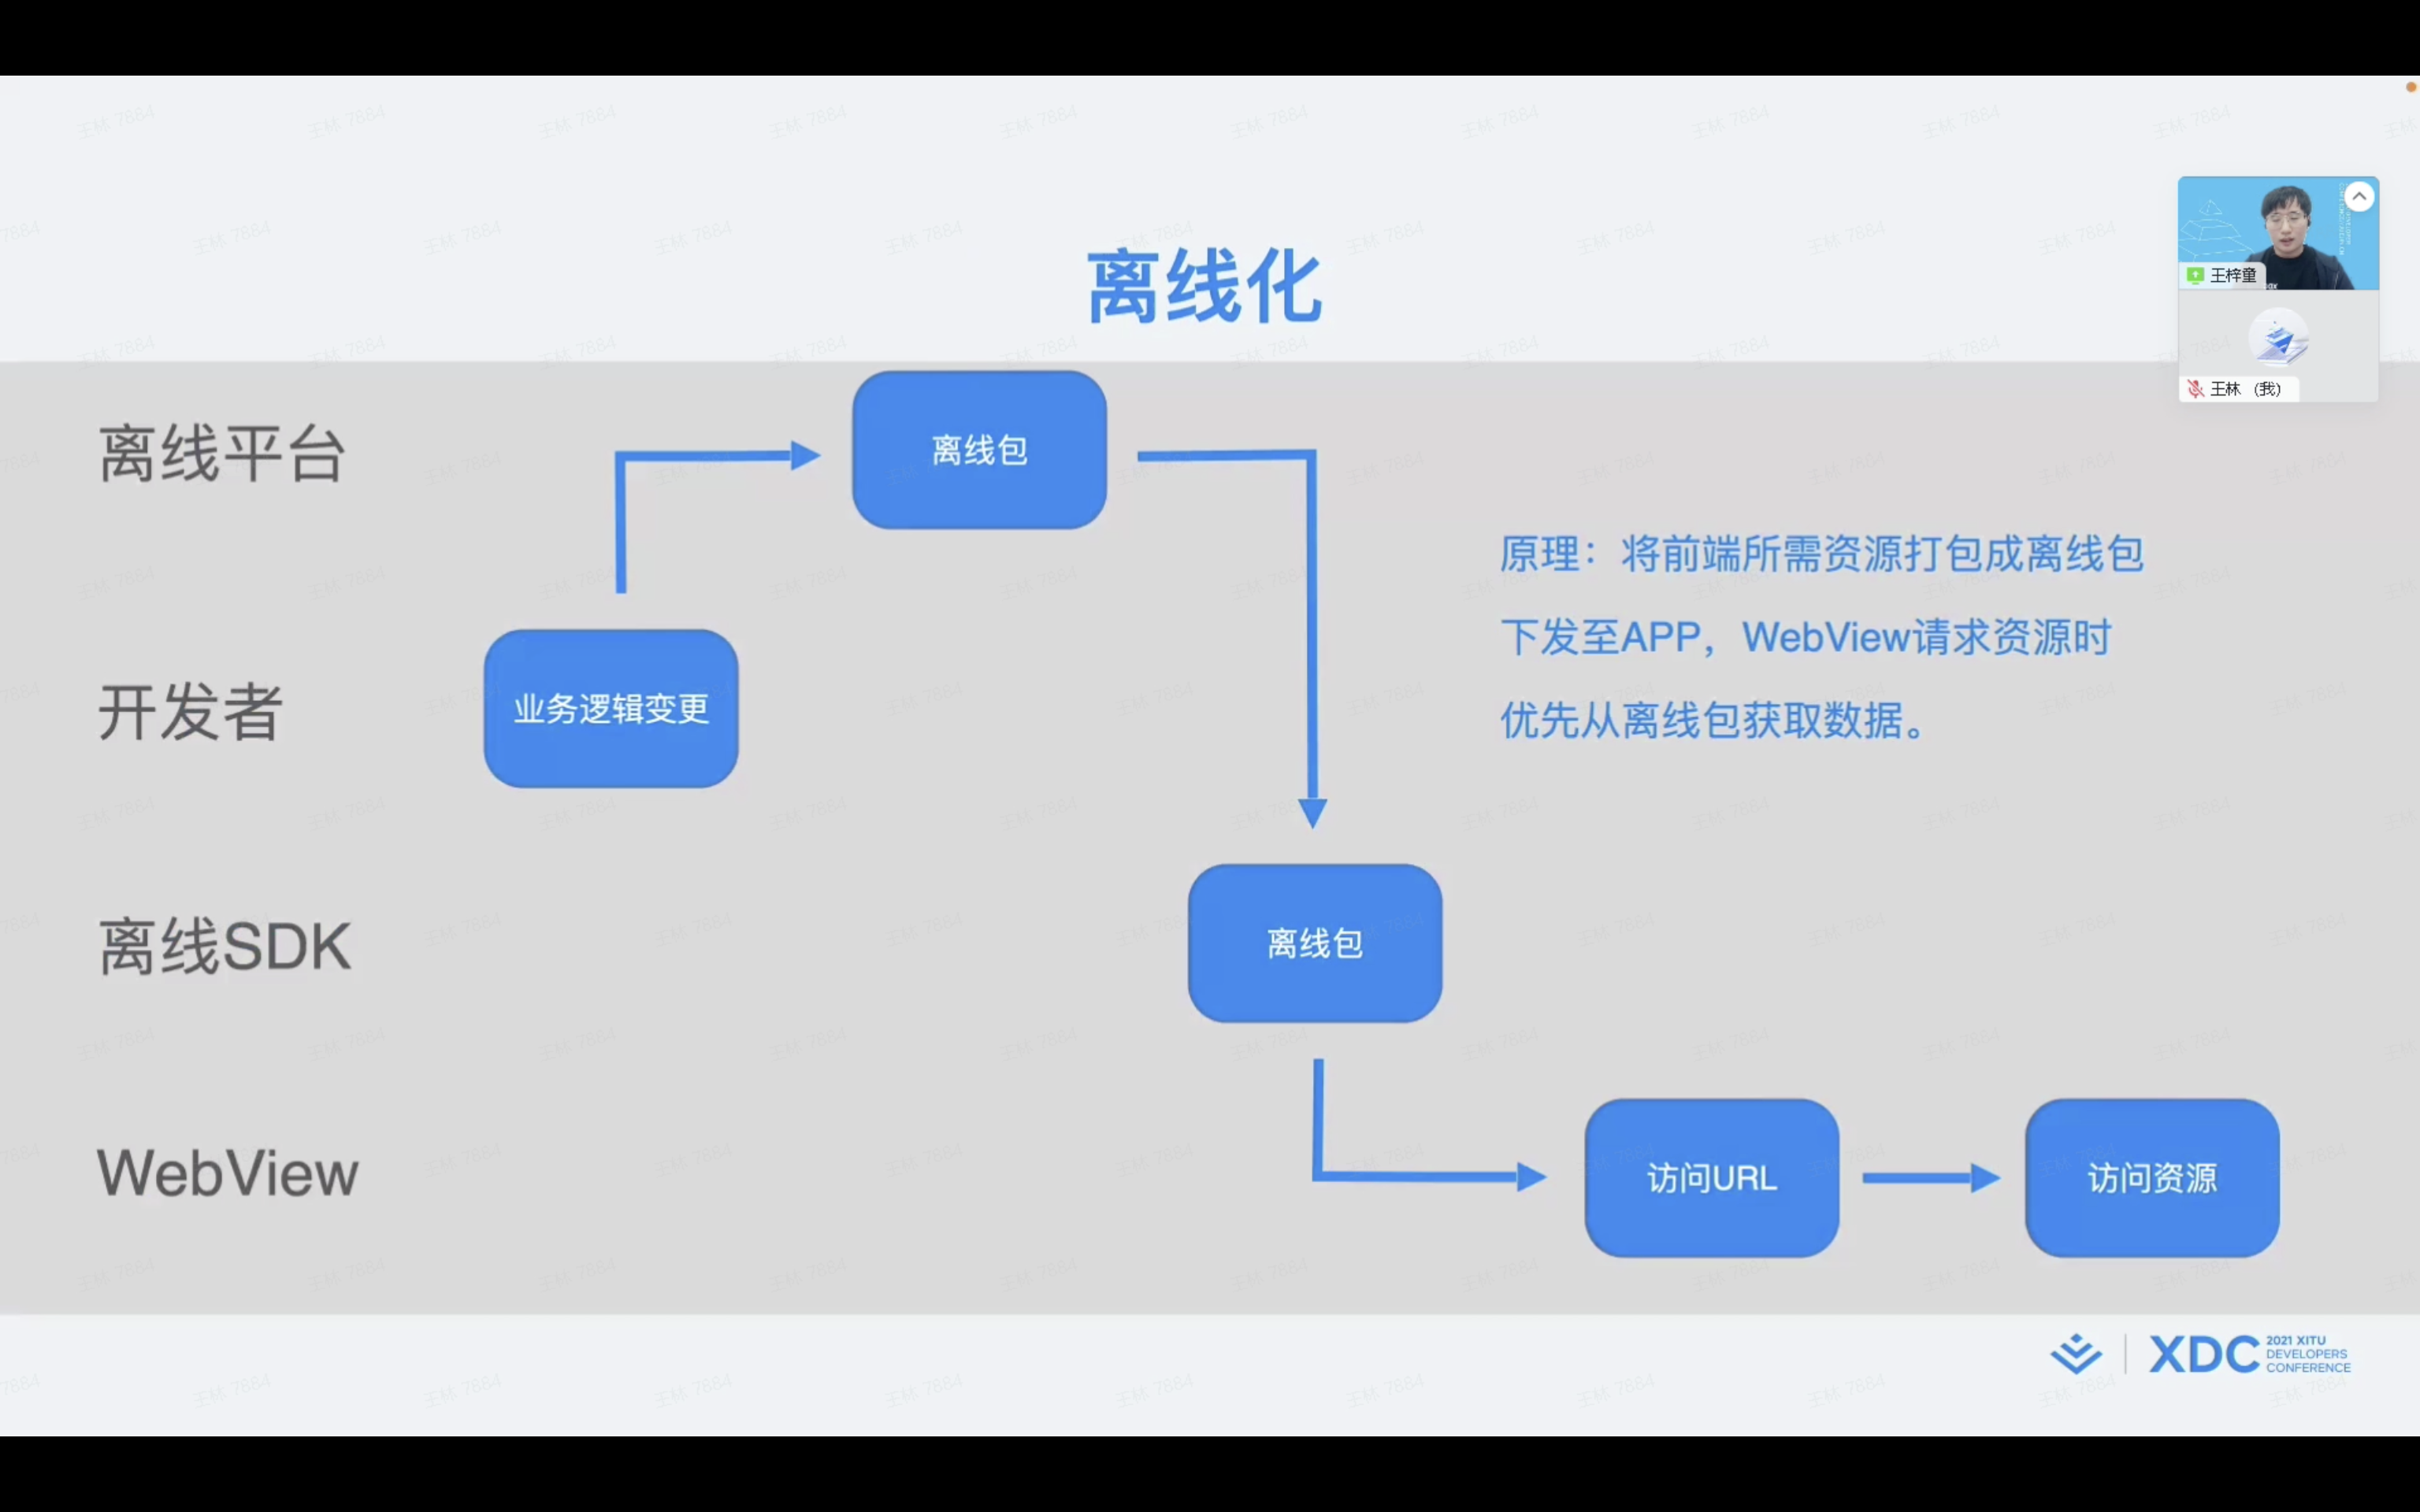 离线化
王梓童
王林 (我)
离线平台
离线包
原理：将前端所需资源打包成离线包
下发至APP，WebView请求资源时
优先从离线包获取数据。
开发者
业务逻辑变更
离线SDK
离线包
WebView
访问URL
访问资源
XDC
2021 XITU
DEVELOPERS
CONFERENCE
王林 7884